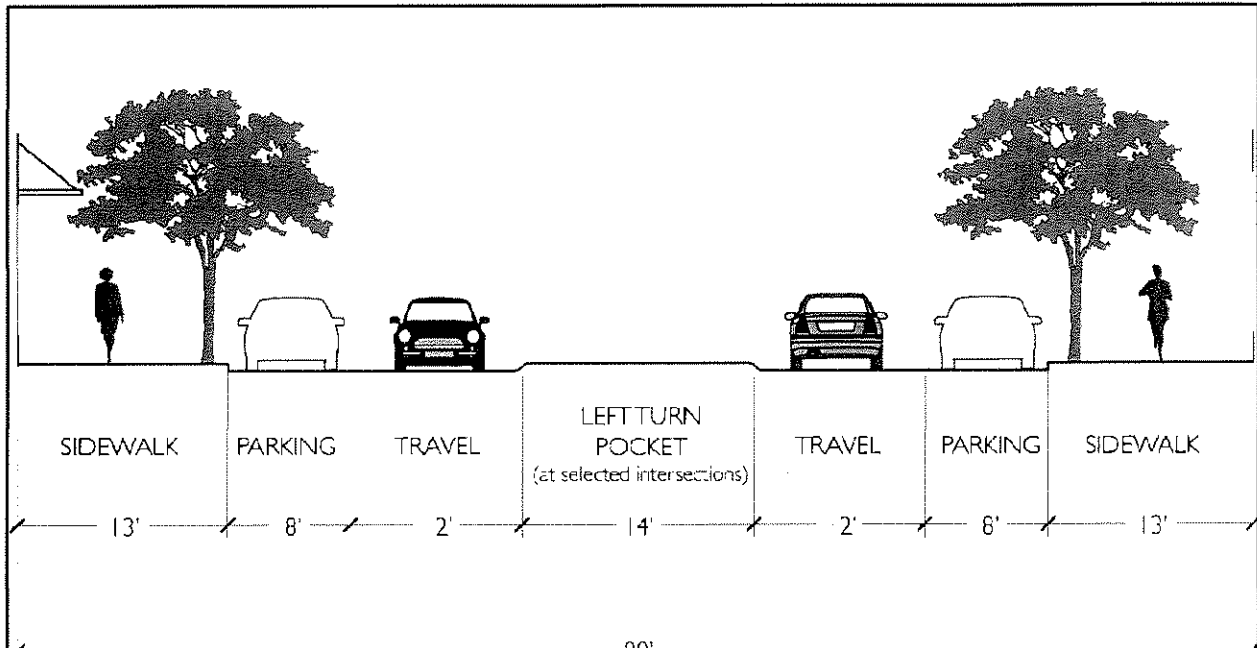 SIDEWALK
PARKING
TRAVEL
LEFT TURN
POCKET
(at selected intersections)
TRAVEL
PARKING
SIDEWALK
13'
8'
2'
14'
2'
8'
13'